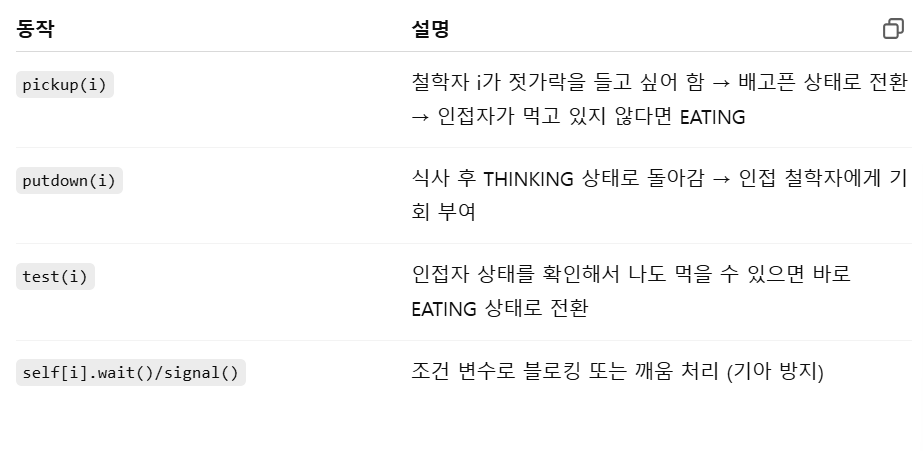 동작 설명
pickup(i) 철학자 i가 젓가락을 들고 싶어 함 → 배고픈 상태로 전환
→ 인접자가 먹고 있지 않다면 EATING
putdown(i) 식사 후 THINKING 상태로 돌아감 → 인접 철학자에게 기
회 부여
test(i) 인접자 상태를 확인해서 나도 먹을 수 있으면 바로
EATING 상태로 전환
self[i].wait()/signal() 조건 변수로 블로킹 또는 깨움 처리 (기아 방지)